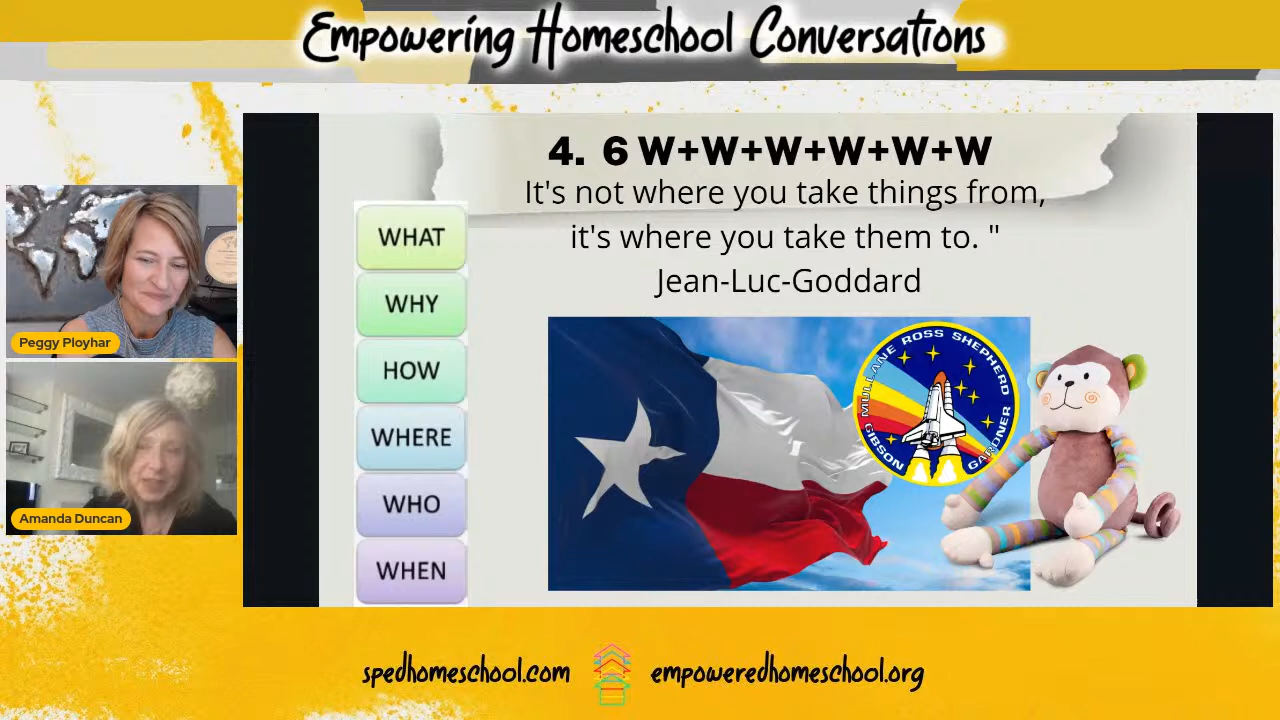 Empowering Homeschool Conversations
4. 6 W+W+W+W+W+W
It's not where you take things from,
it's where you take them to. "
Jean-Luc-Goddard
WHAT
WHY
HOW
WHERE
WHO
WHEN
MULLANE ROSS SHEPHERD
GIBSON GARDNER
Peggy Ployhar
Amanda Duncan
spedhomeschool.com
empoweredhomeschool.org